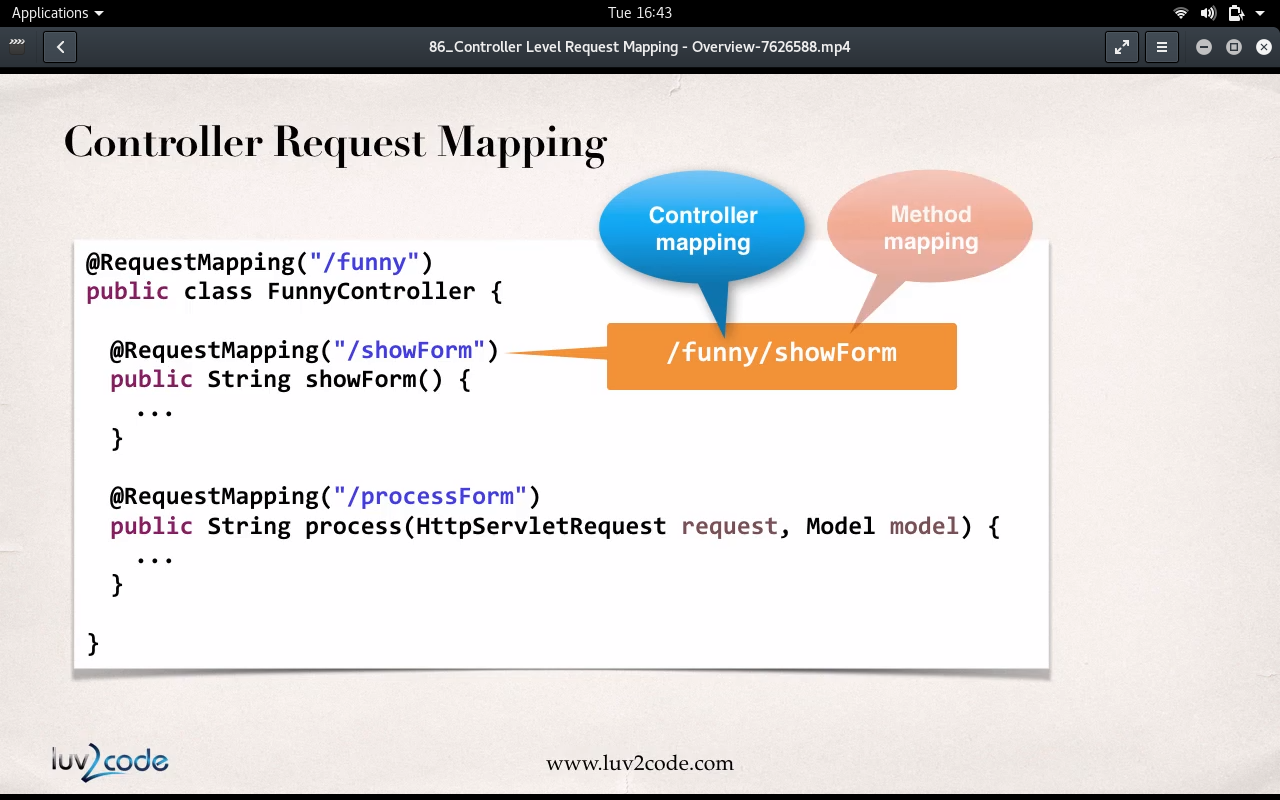 Applications
Tue 16:43
86_Controller Level Request Mapping - Overview-7626588.mp4
Controller Request Mapping
Controller
mapping
Method
mapping
@RequestMapping("/funny")
public class FunnyController {
@RequestMapping("/showForm")
/funny/showForm
public String showForm() {
...
}
@RequestMapping("/processForm")
public String process(HttpServletRequest request, Model model) {
...
}
}
luv2code
www.luv2code.com